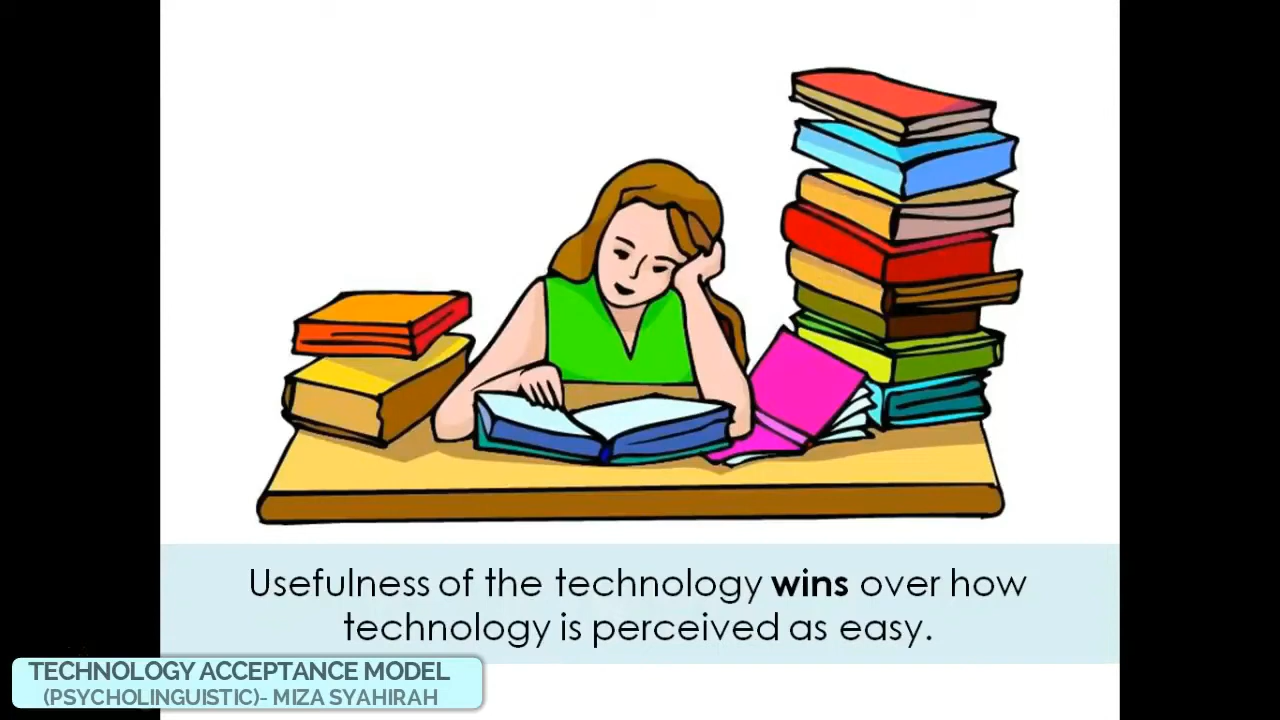 Usefulness of the technology wins over how
technology is perceived as easy.
TECHNOLOGY ACCEPTANCE MODEL
(PSYCHOLINGUISTIC)- MIZA SYAHIRAH